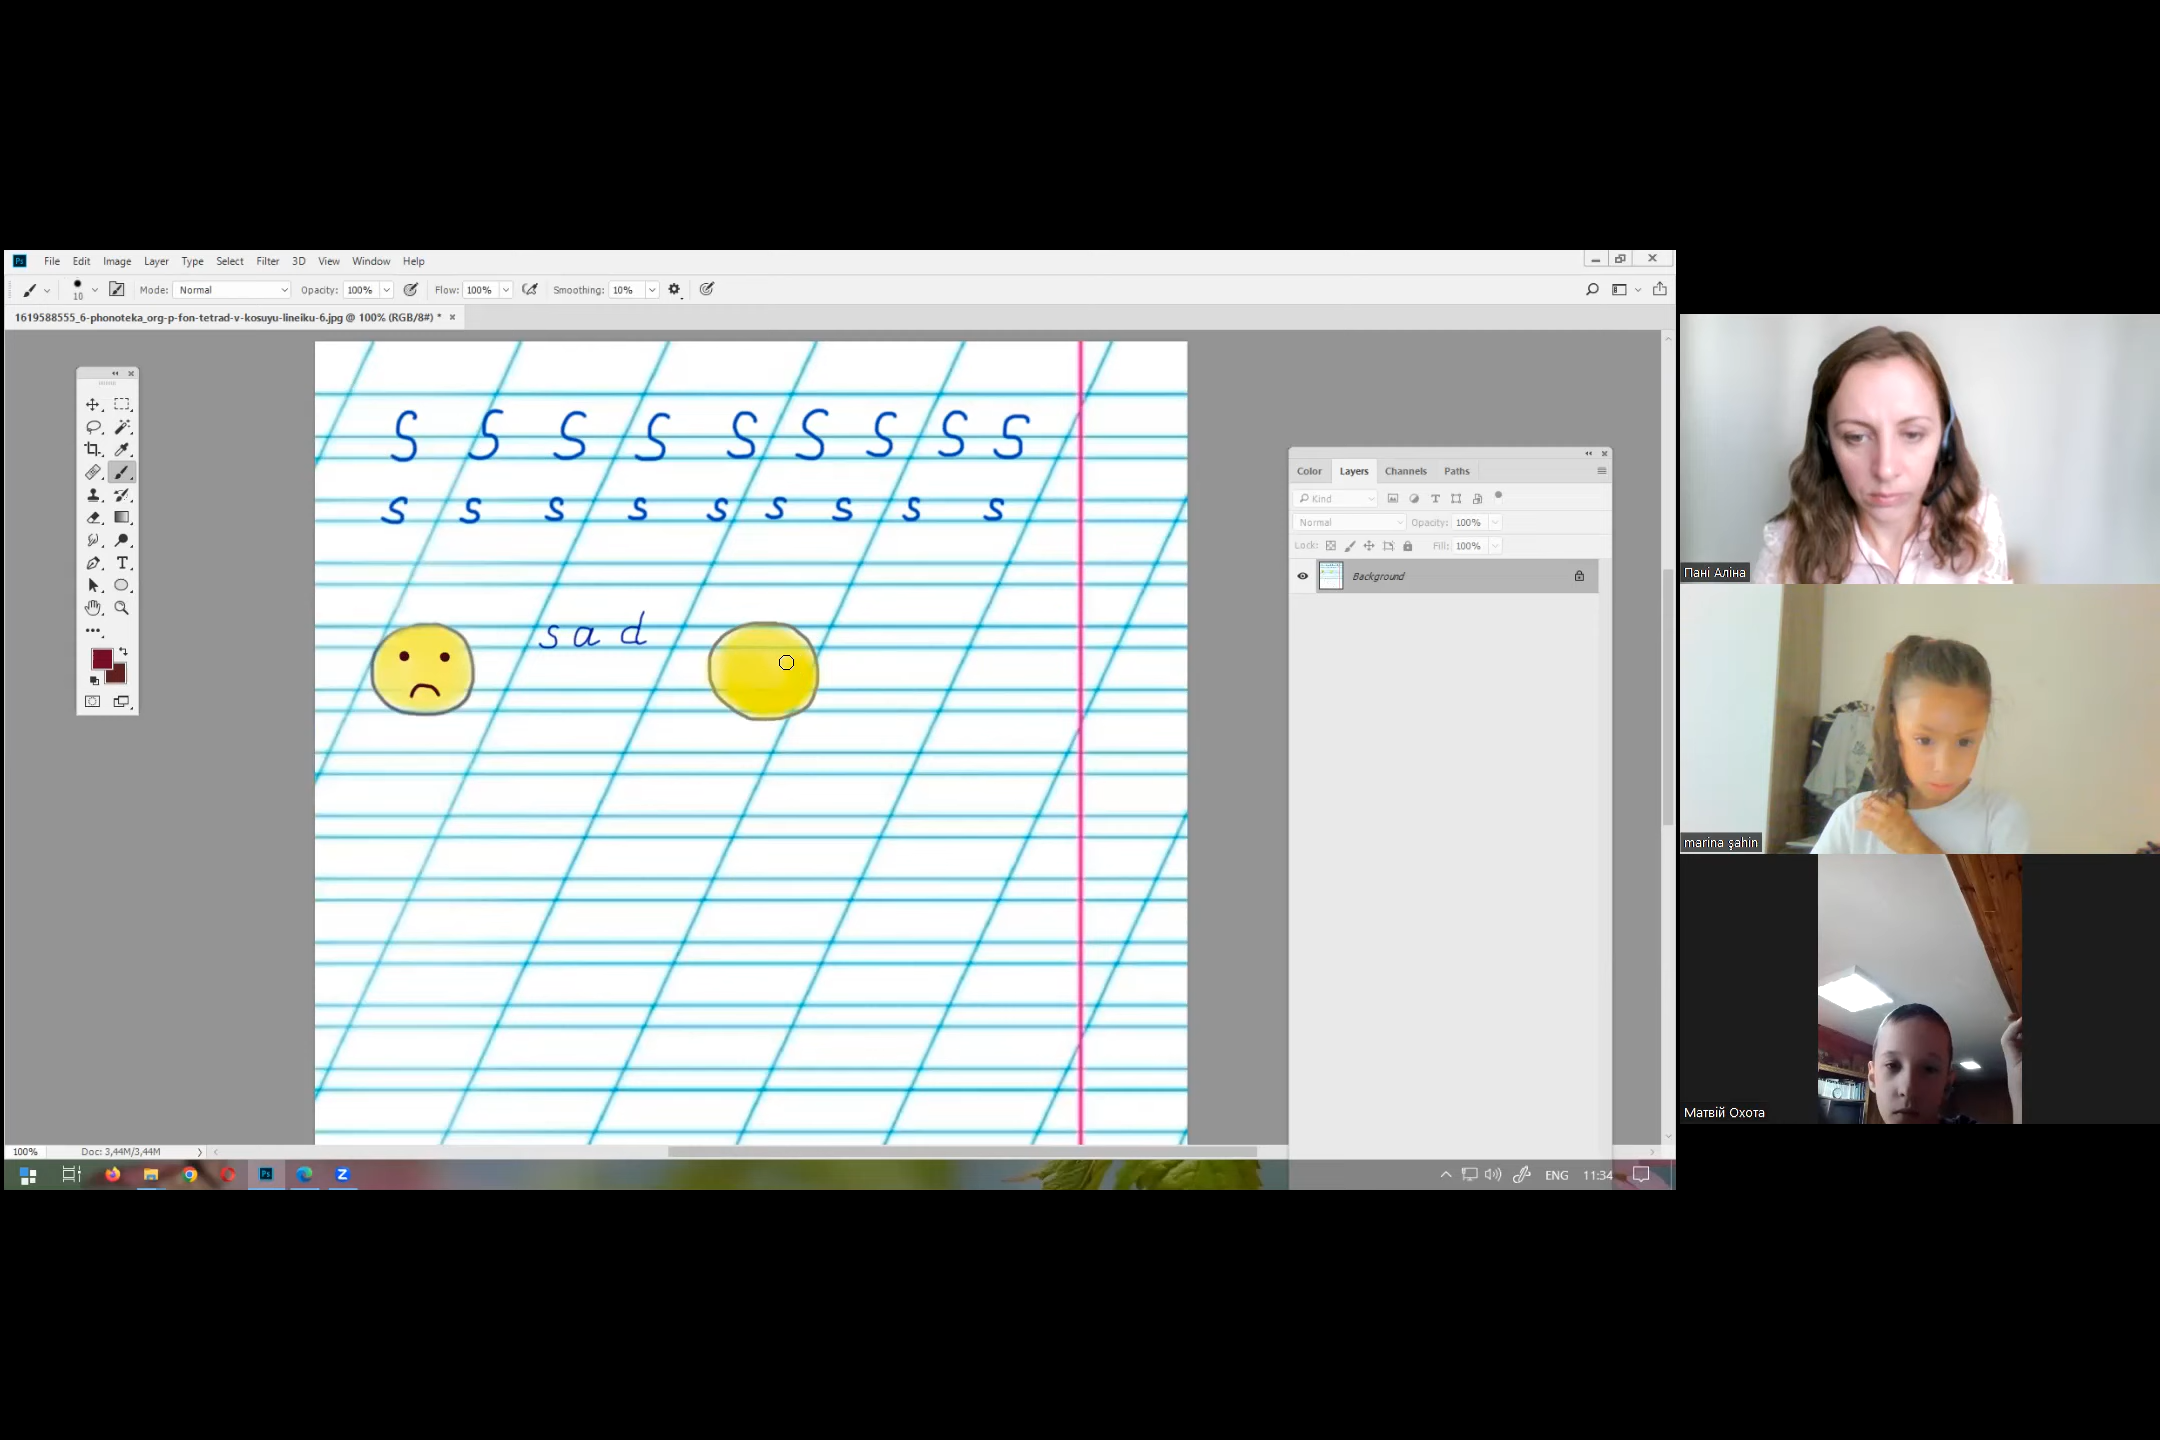 File Edit Image Layer Type Select Filter 3D View Window Help
10 Mode: Normal Opacity: 100% Flow: 100% Smoothing: 10%
1619588555_6-phonoteka_org-p-fon-tetrad-v-kosuyu-lineiku-6.jpg @ 100% (RGB/8#) *
S S S S S S S S S
s s s s s s s s s
sad
Color Layers Channels Paths
Kind
Normal Opacity: 100%
Lock: Fill: 100%
Background
100% Doc: 3,44M/3,44M
ENG 11:34
Пані Аліна
marina şahin
Матвій Охота